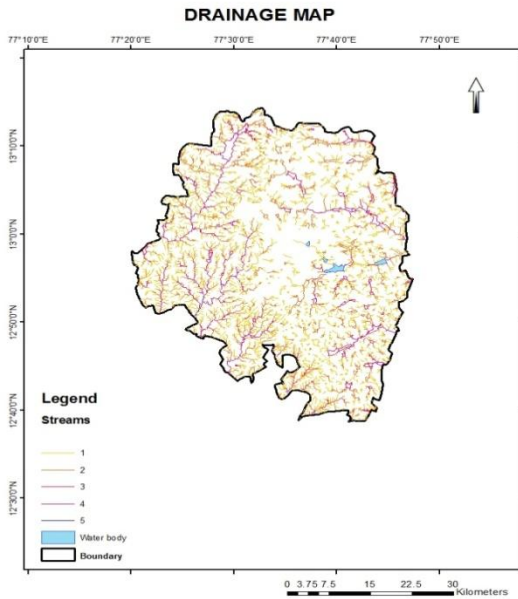 DRAINAGE MAP
77°10'0"E 77°20'0"E 77°30'0"E 77°40'0"E 77°50'0"E
13°10'0"N
13°0'0"N
12°50'0"N
12°40'0"N
12°30'0"N
Legend
Streams
1
2
3
4
5
Water body
Boundary
0 3.75 7.5 15 22.5 30
Kilometers